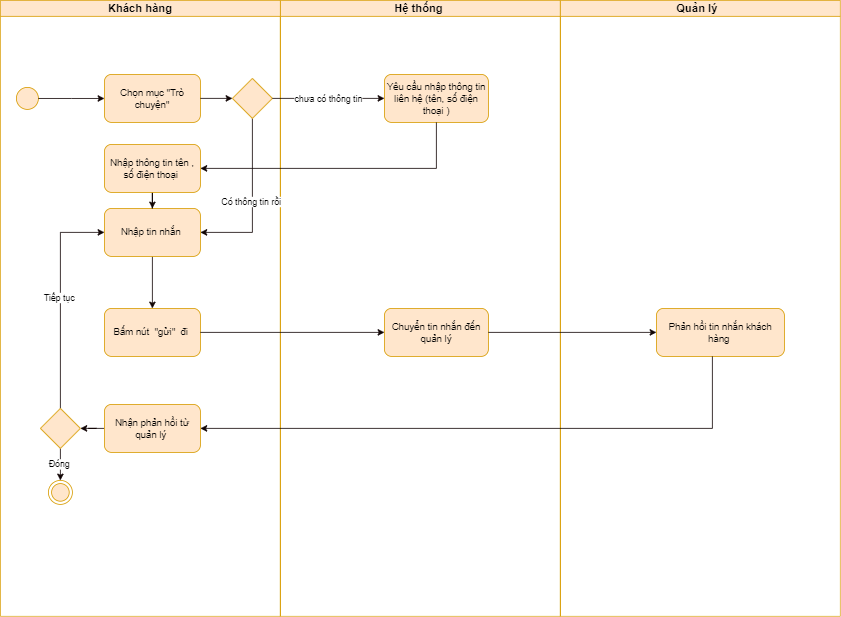 Khách hàng
Hệ thống
Quản lý
Chọn mục "Trò
chuyện"
chưa có thông tin
Yêu cầu nhập thông tin
liên hệ (tên, số điện
thoại )
Nhập thông tin tên ,
số điện thoại
Có thông tin rồi
Nhập tin nhắn
Tiếp tục
Bấm nút "gửi" đi
Chuyển tin nhắn đến
quản lý
Phản hồi tin nhắn khách
hàng
Nhận phản hồi từ
quản lý
Đóng